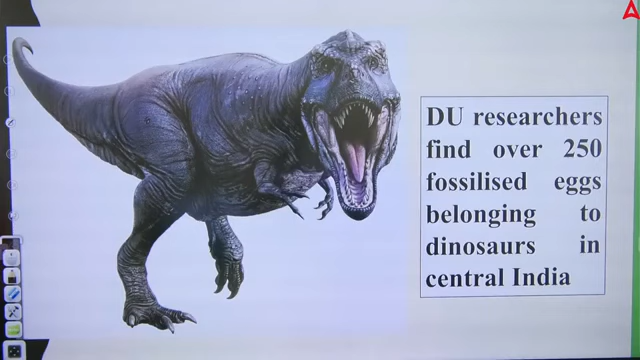 DU researchers
find over 250
fossilised eggs
belonging to
dinosaurs in
central India